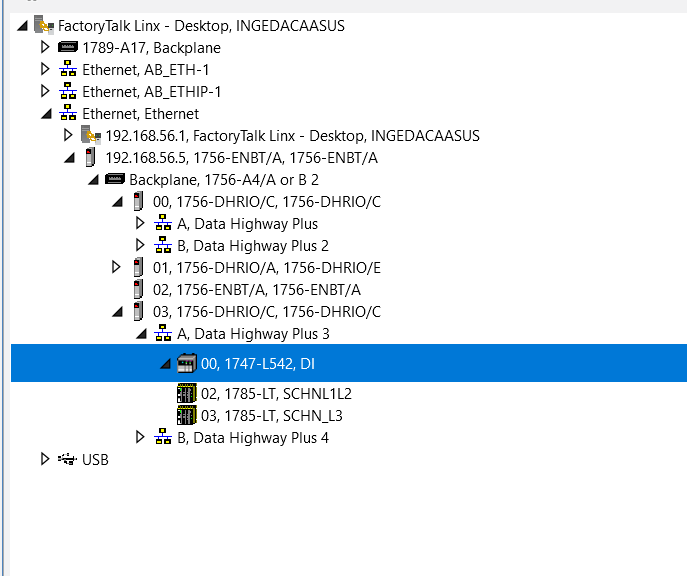 FactoryTalk Linx - Desktop, INGEDACAASUS
1789-A17, Backplane
Ethernet, AB_ETH-1
Ethernet, AB_ETHIP-1
Ethernet, Ethernet
192.168.56.1, FactoryTalk Linx - Desktop, INGEDACAASUS
192.168.56.5, 1756-ENBT/A, 1756-ENBT/A
Backplane, 1756-A4/A or B 2
00, 1756-DHRIO/C, 1756-DHRIO/C
A, Data Highway Plus
B, Data Highway Plus 2
01, 1756-DHRIO/A, 1756-DHRIO/E
02, 1756-ENBT/A, 1756-ENBT/A
03, 1756-DHRIO/C, 1756-DHRIO/C
A, Data Highway Plus 3
00, 1747-L542, DI
02, 1785-LT, SCHNL1L2
03, 1785-LT, SCHN_L3
B, Data Highway Plus 4
USB